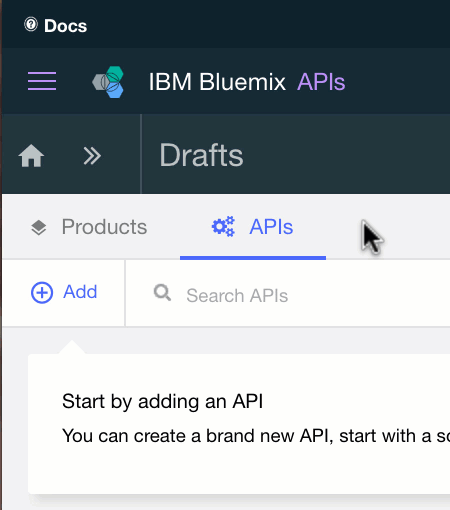 Docs
IBM Bluemix APIs
Drafts
Products APIs
Add Search APIs
Start by adding an API
You can create a brand new API, start with a